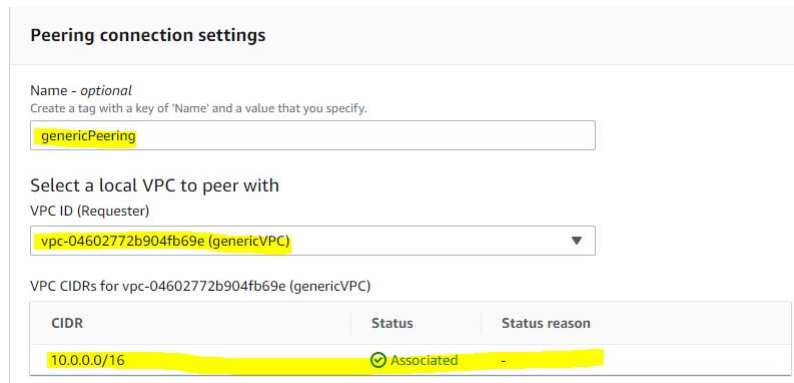 Peering connection settings
Name - optional
Create a tag with a key of 'Name' and a value that you specify.
genericPeering
Select a local VPC to peer with
VPC ID (Requester)
vpc-04602772b904fb69e (genericVPC)
VPC CIDRs for vpc-04602772b904fb69e (genericVPC)
CIDR Status Status reason
10.0.0.0/16 Associated -